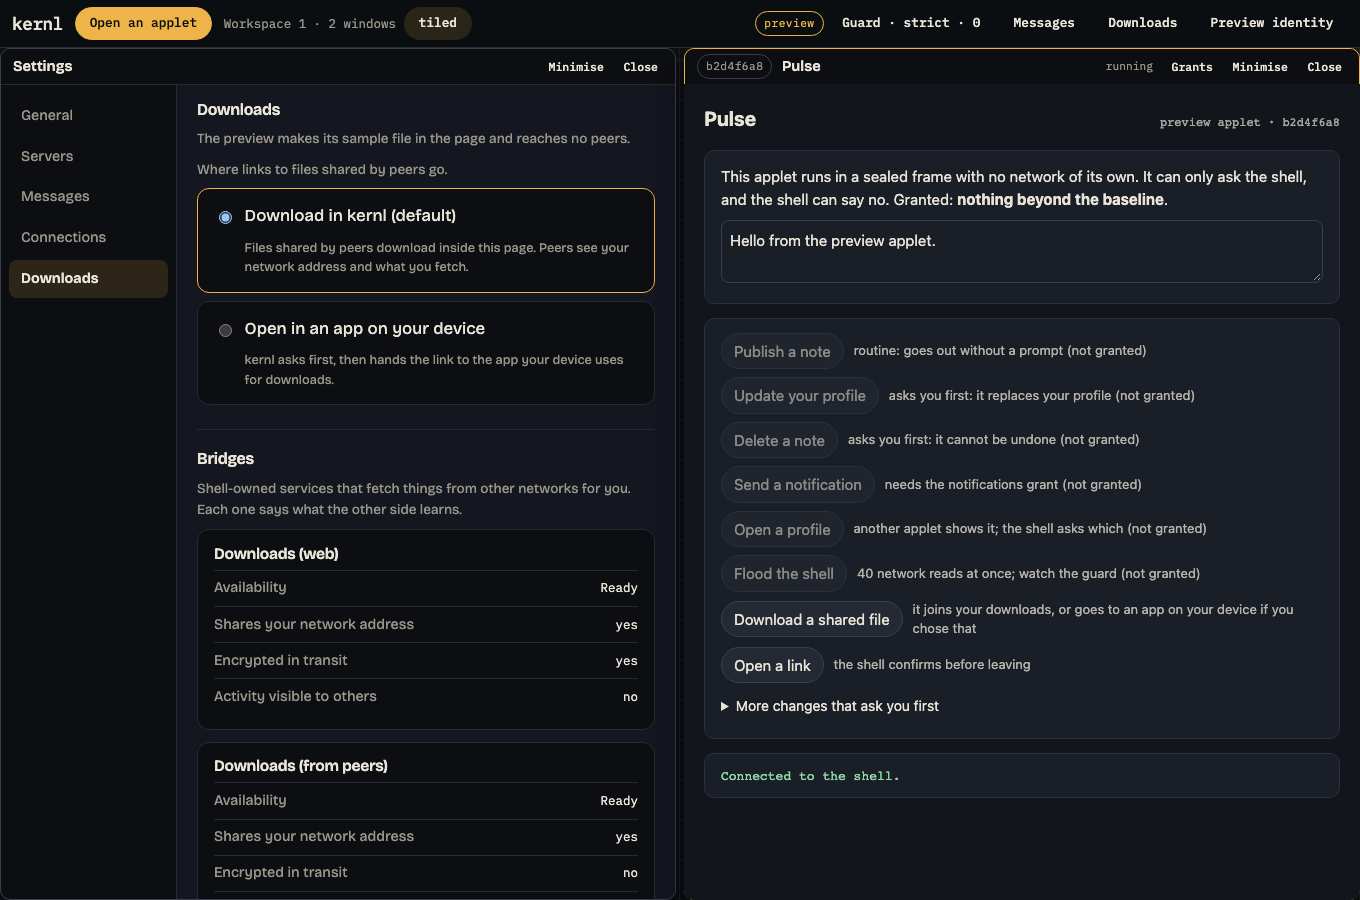 kernl
Open an applet
Workspace 1 · 2 windows
tiled
preview
Guard · strict · 0
Messages
Downloads
Preview identity
Settings
Minimise
Close
General
Servers
Messages
Connections
Downloads
Downloads
The preview makes its sample file in the page and reaches no peers.
Where links to files shared by peers go.
Download in kernl (default)
Files shared by peers download inside this page. Peers see your
network address and what you fetch.
Open in an app on your device
kernl asks first, then hands the link to the app your device uses
for downloads.
Bridges
Shell-owned services that fetch things from other networks for you.
Each one says what the other side learns.
Downloads (web)
Availability Ready
Shares your network address yes
Encrypted in transit yes
Activity visible to others no
Downloads (from peers)
Availability Ready
Shares your network address yes
Encrypted in transit no
b2d4f6a8
Pulse
running
Grants
Minimise
Close
Pulse
preview applet · b2d4f6a8
This applet runs in a sealed frame with no network of its own. It can only ask the shell,
and the shell can say no. Granted: nothing beyond the baseline.
Hello from the preview applet.
Publish a note routine: goes out without a prompt (not granted)
Update your profile asks you first: it replaces your profile (not granted)
Delete a note asks you first: it cannot be undone (not granted)
Send a notification needs the notifications grant (not granted)
Open a profile another applet shows it; the shell asks which (not granted)
Flood the shell 40 network reads at once; watch the guard (not granted)
Download a shared file it joins your downloads, or goes to an app on your device if you
chose that
Open a link the shell confirms before leaving
More changes that ask you first
Connected to the shell.